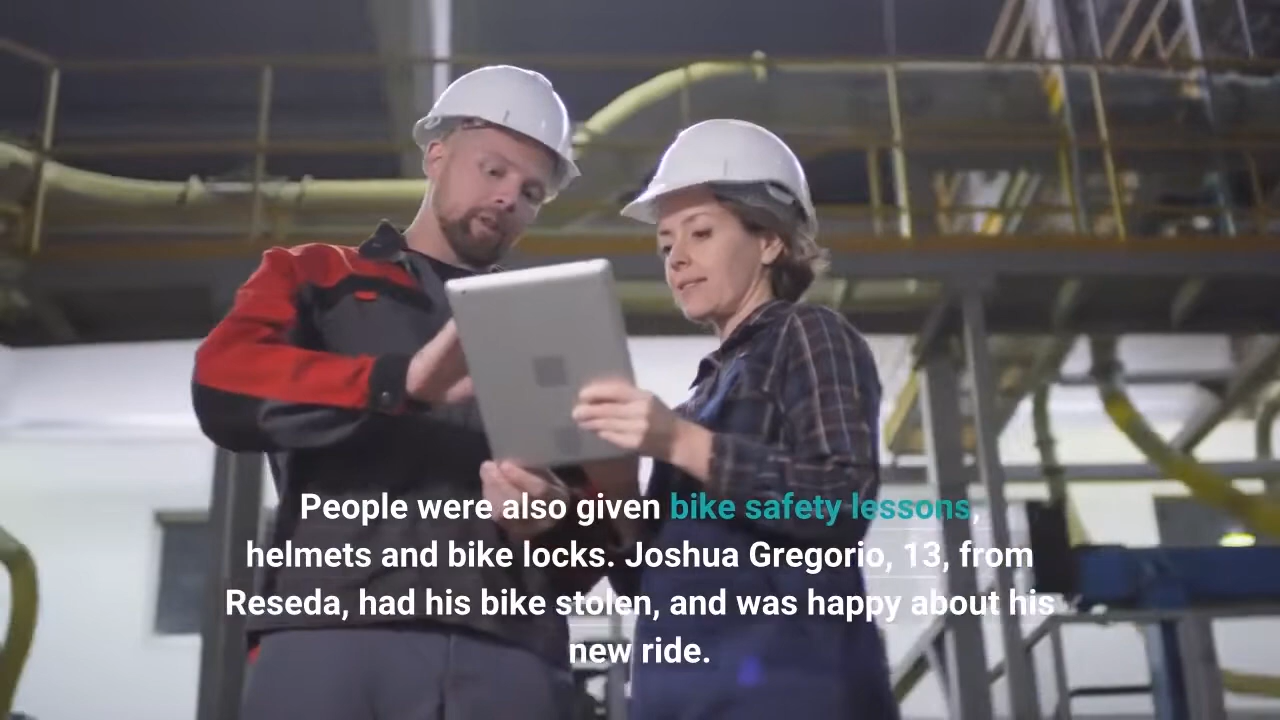 People were also given bike safety lessons,
helmets and bike locks. Joshua Gregorio, 13, from
Reseda, had his bike stolen, and was happy about his
new ride.